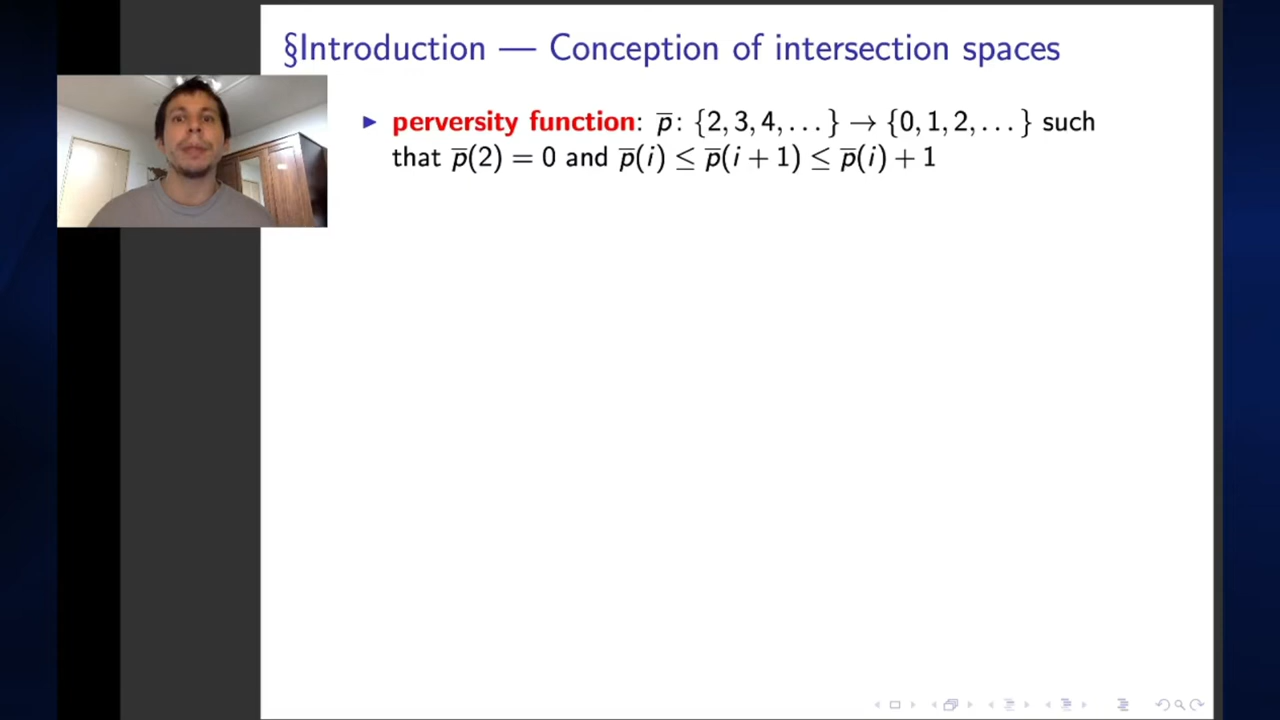 §Introduction — Conception of intersection spaces
▶ perversity function: p̅: {2, 3, 4, . . . } → {0, 1, 2, . . . } such
that p̅(2) = 0 and p̅(i) ≤ p̅(i + 1) ≤ p̅(i) + 1